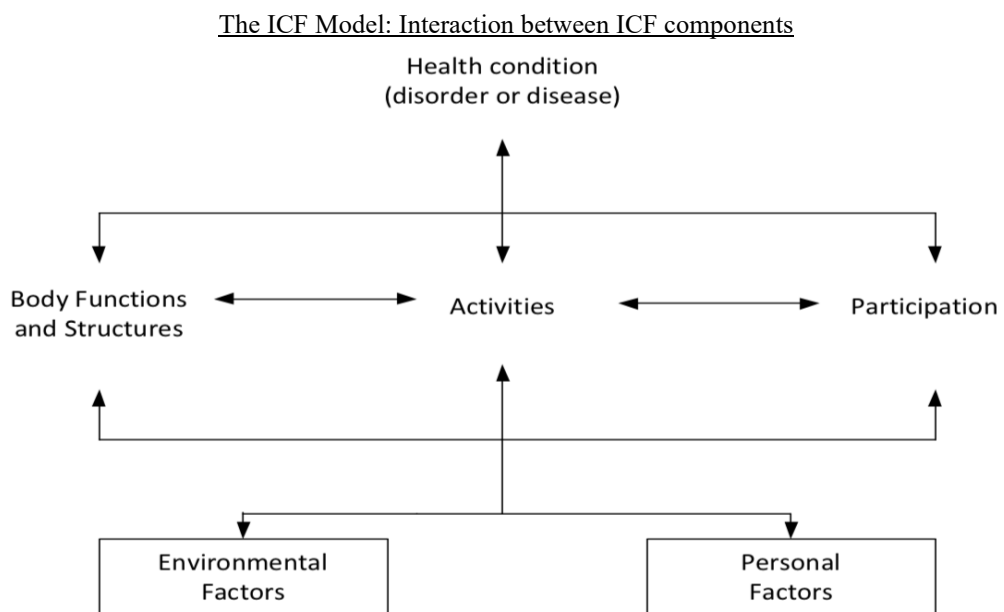 The ICF Model: Interaction between ICF components
Health condition
(disorder or disease)
Body Functions
and Structures
Activities
Participation
Environmental
Factors
Personal
Factors